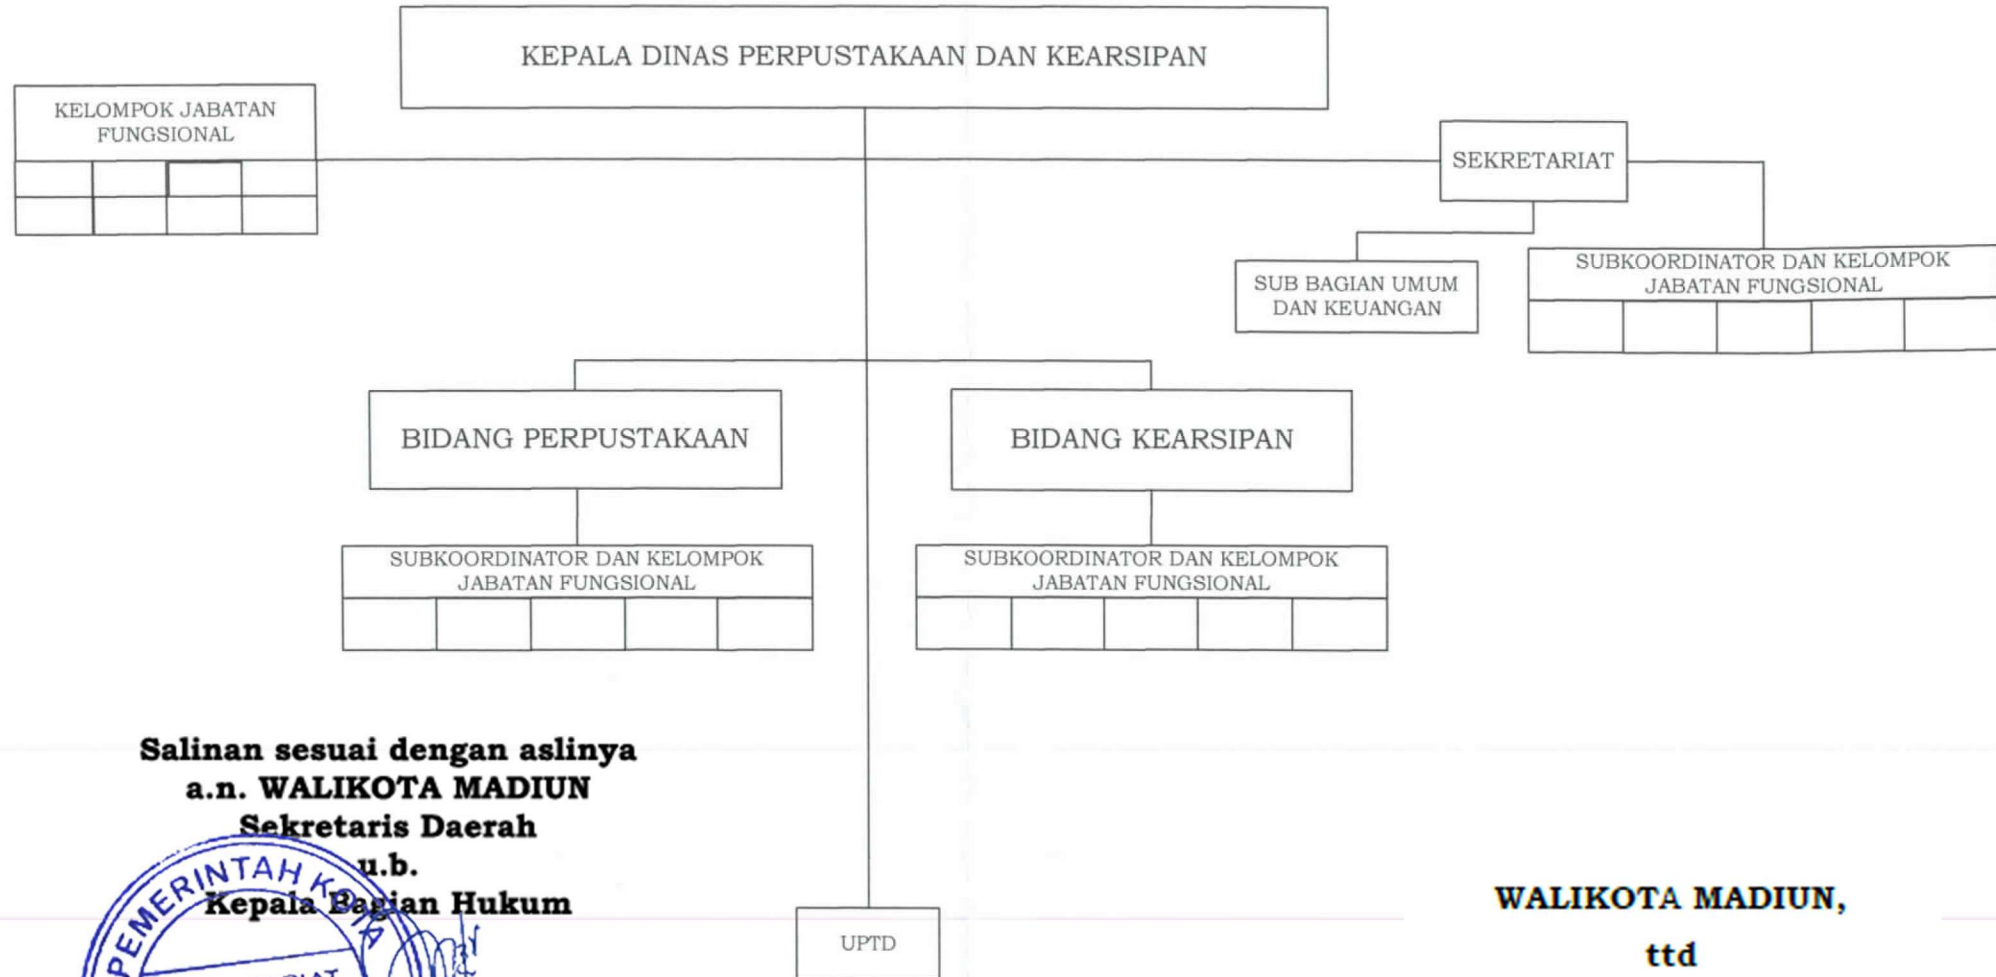 KEPALA DINAS PERPUSTAKAAN DAN KEARSIPAN
KELOMPOK JABATAN
FUNGSIONAL
SEKRETARIAT
SUB BAGIAN UMUM
DAN KEUANGAN
SUBKOORDINATOR DAN KELOMPOK
JABATAN FUNGSIONAL
BIDANG PERPUSTAKAAN
BIDANG KEARSIPAN
SUBKOORDINATOR DAN KELOMPOK
JABATAN FUNGSIONAL
SUBKOORDINATOR DAN KELOMPOK
JABATAN FUNGSIONAL
Salinan sesuai dengan aslinya
a.n. WALIKOTA MADIUN
Sekretaris Daerah
u.b.
Kepala Bagian Hukum
PEMERINTAH KOTA
UPTD
WALIKOTA MADIUN,
ttd